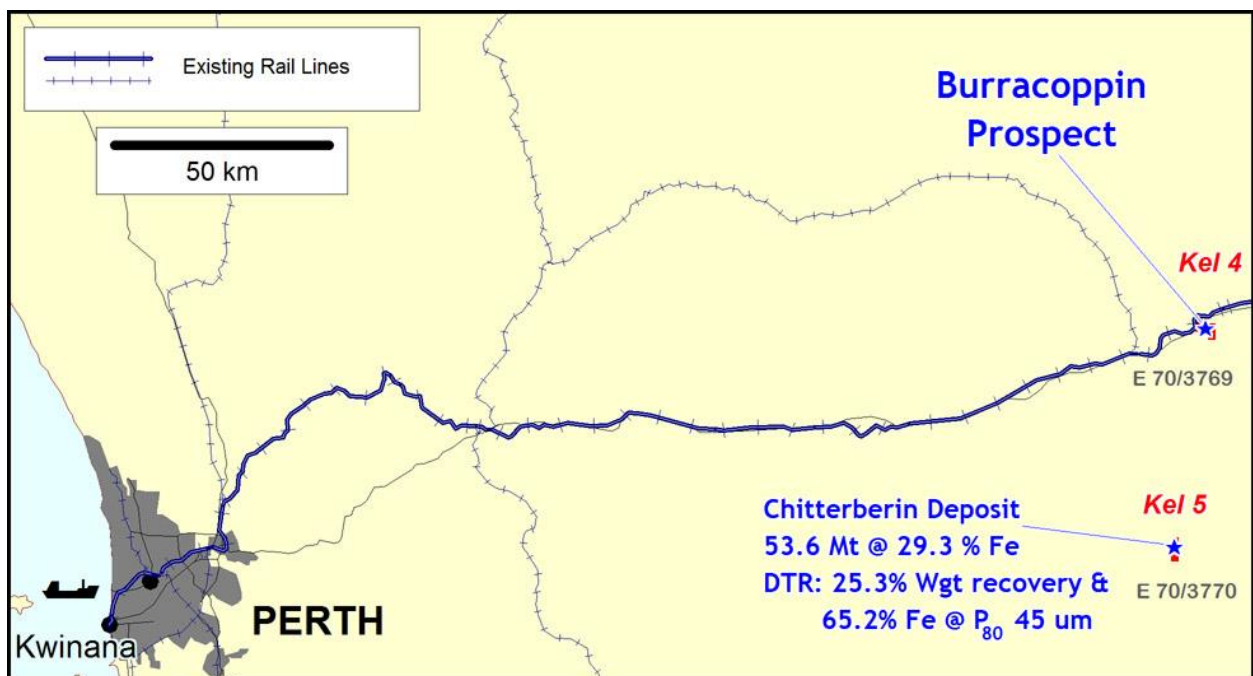 Existing Rail Lines
50 km
Burracoppin
Prospect
Kel 4
E 70/3769
Chitterberin Deposit
53.6 Mt @ 29.3 % Fe
DTR: 25.3% Wgt recovery &
65.2% Fe @ P80 45 um
Kel 5
E 70/3770
PERTH
Kwinana